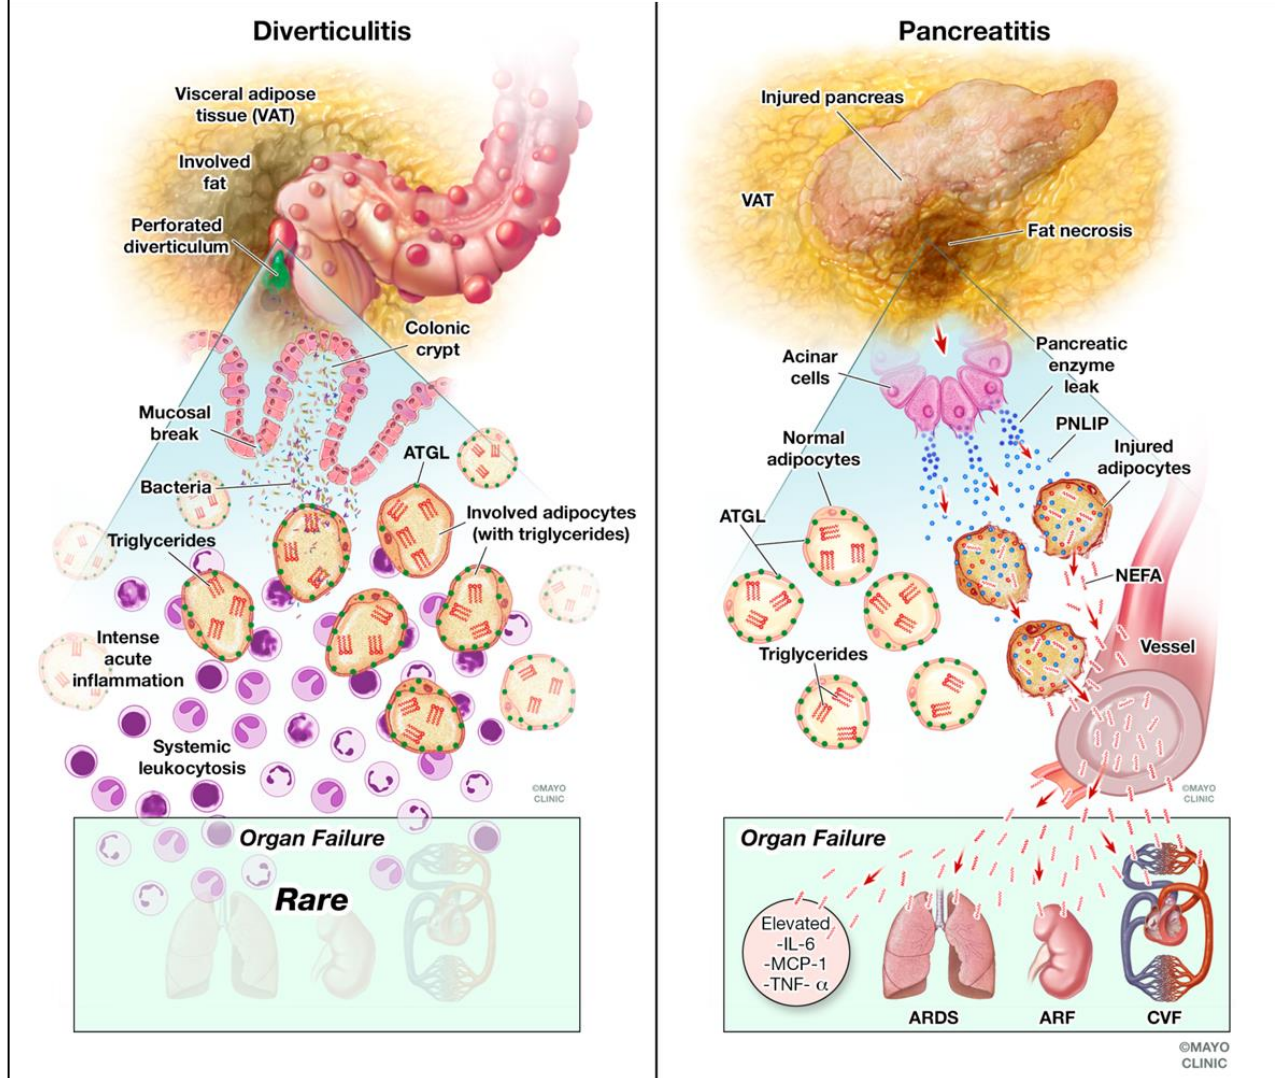 Diverticulitis
Visceral adipose
tissue (VAT)
Involved
fat
Perforated
diverticulum
Colonic
crypt
Mucosal
break
ATGL
Bacteria
Involved adipocytes
(with triglycerides)
Triglycerides
Intense
acute
inflammation
Systemic
leukocytosis
©MAYO
CLINIC
Organ Failure
Rare
Pancreatitis
Injured pancreas
VAT
Fat necrosis
Acinar
cells
Pancreatic
enzyme
leak
PNLIP
Normal
adipocytes
Injured
adipocytes
ATGL
NEFA
Vessel
Triglycerides
©MAYO
CLINIC
Organ Failure
Elevated
-IL-6
-MCP-1
-TNF- α
ARDS
ARF
CVF
©MAYO
CLINIC